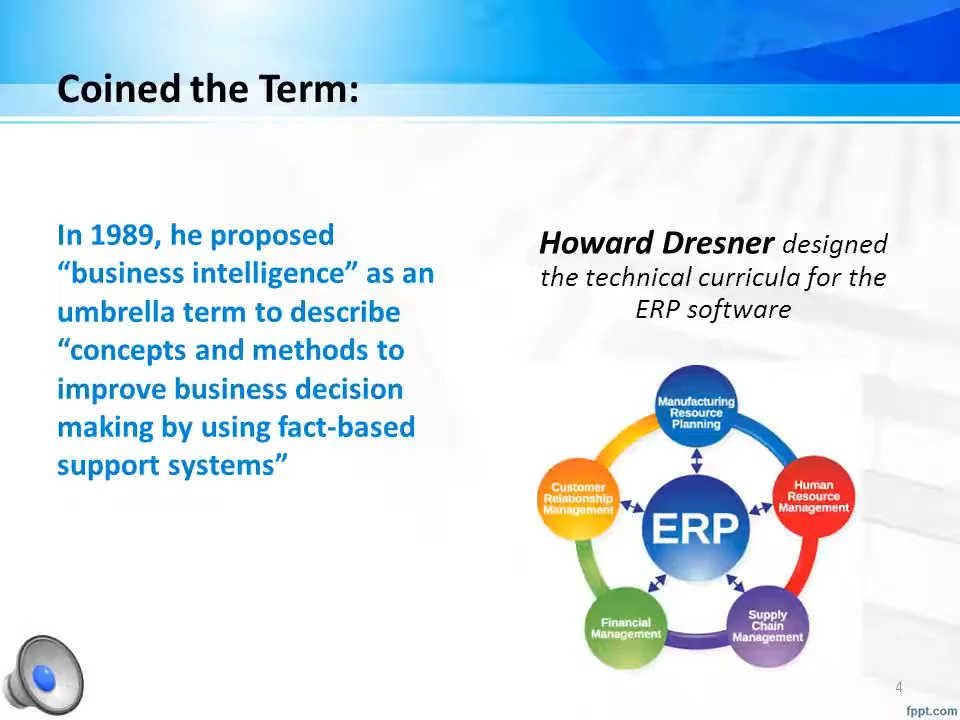 Coined the Term:
In 1989, he proposed
“business intelligence” as an
umbrella term to describe
“concepts and methods to
improve business decision
making by using fact-based
support systems”
Howard Dresner designed
the technical curricula for the
ERP software
Manufacturing
Resource
Planning
Customer
Relationship
Management
Human
Resource
Management
ERP
Financial
Management
Supply
Chain
Management
4
fppt.com